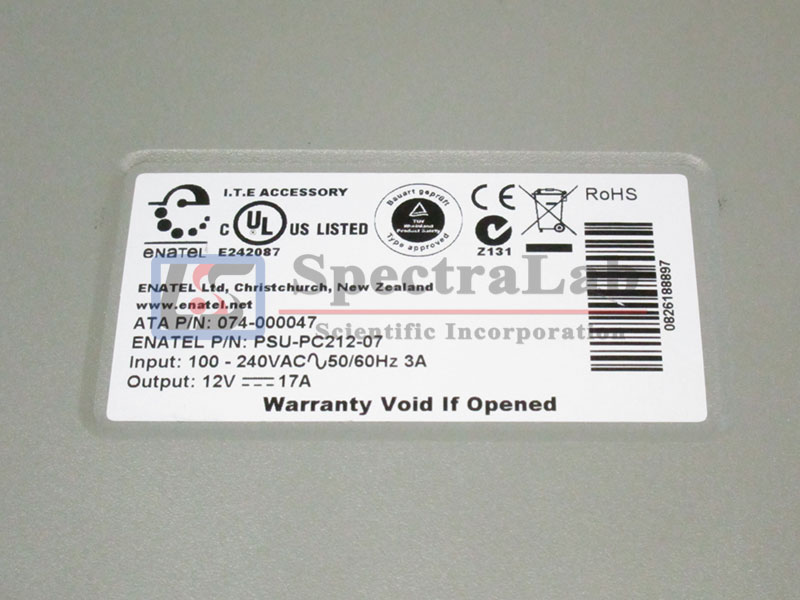 I.T.E ACCESSORY
C UL US LISTED
E242087
enatel
Bauart geprüft
TÜV
Rheinland
Product Safety
Type approved
CE
Z131
RoHS
SpectraLab
Scientific Incorporation
ENATEL Ltd, Christchurch, New Zealand
www.enatel.net
ATA P/N: 074-000047
ENATEL P/N: PSU-PC212-07
Input: 100 - 240VAC∿50/60Hz 3A
Output: 12V ⎓ 17A
Warranty Void If Opened
0826188897